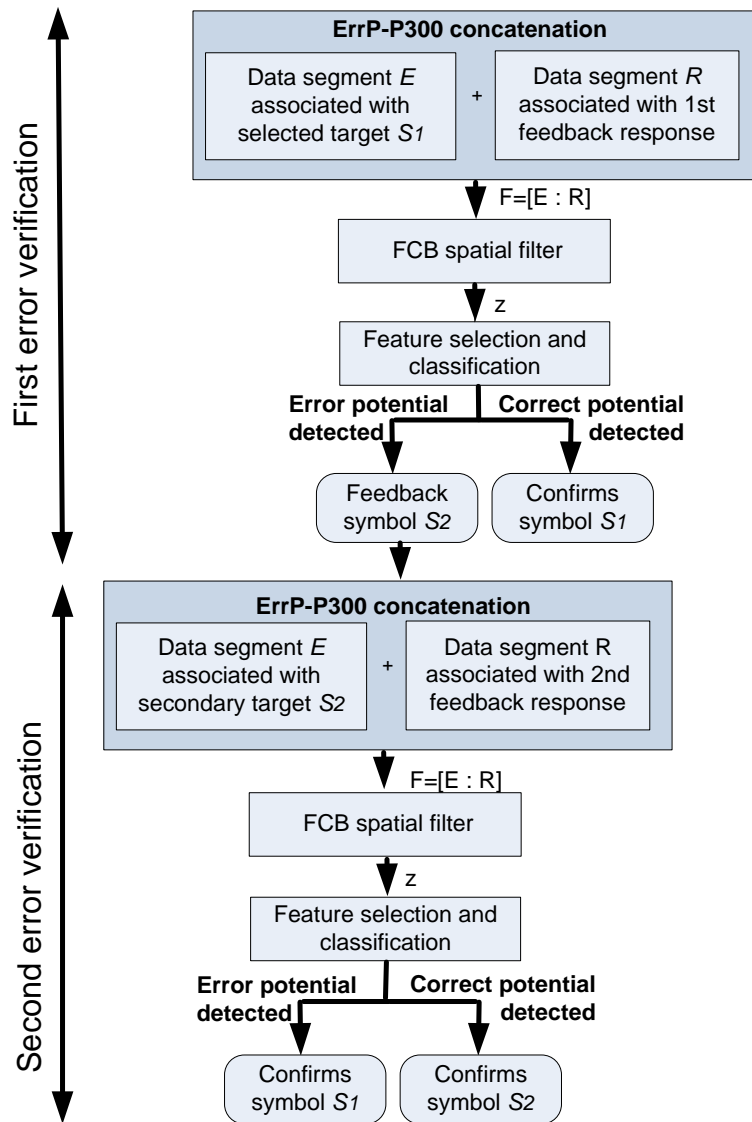 First error verification
ErrP-P300 concatenation
Data segment E
associated with
selected target S1
+
Data segment R
associated with 1st
feedback response
F=[E : R]
FCB spatial filter
z
Feature selection and
classification
Error potential
detected
Correct potential
detected
Feedback
symbol S2
Confirms
symbol S1
Second error verification
ErrP-P300 concatenation
Data segment E
associated with
secondary target S2
+
Data segment R
associated with 2nd
feedback response
F=[E : R]
FCB spatial filter
z
Feature selection and
classification
Error potential
detected
Correct potential
detected
Confirms
symbol S1
Confirms
symbol S2